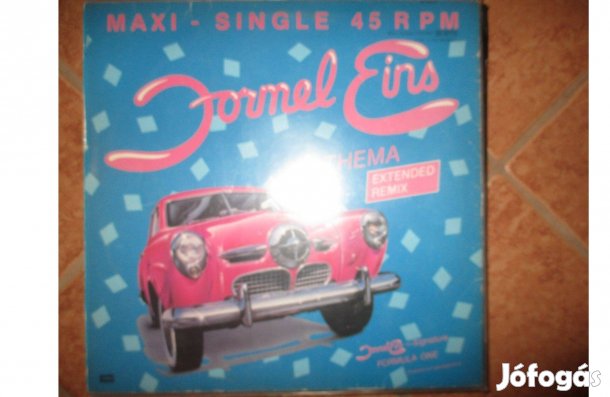 MAXI - SINGLE 45 RPM
Formel Eins
THEMA
EXTENDED
REMIX
FORMULA ONE
Jófogás